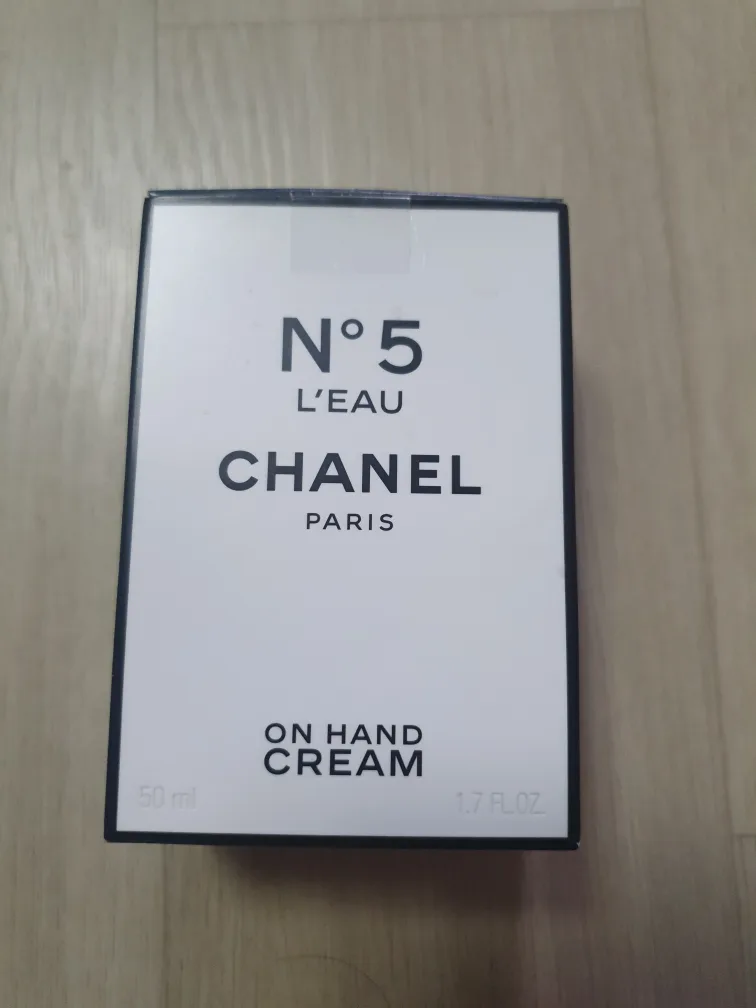 N°5
L'EAU
CHANEL
PARIS
ON HAND
CREAM
50 ml 1.7 FL.OZ.